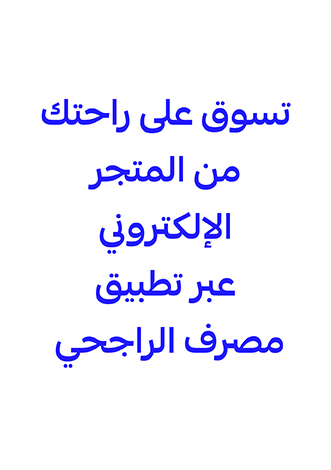 تسوق على راحتك
من المتجر
الإلكتروني
عبر تطبيق
مصرف الراجحي